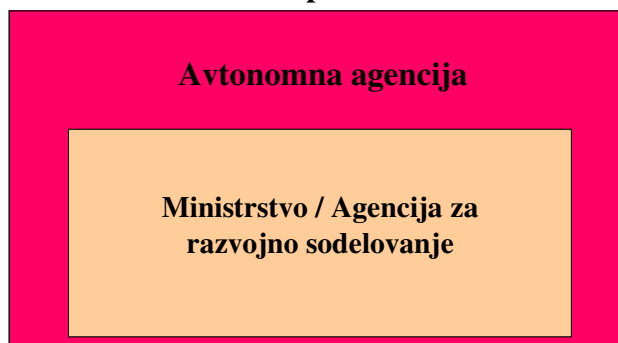 Avtonomna agencija
Ministrstvo / Agencija za
razvojno sodelovanje